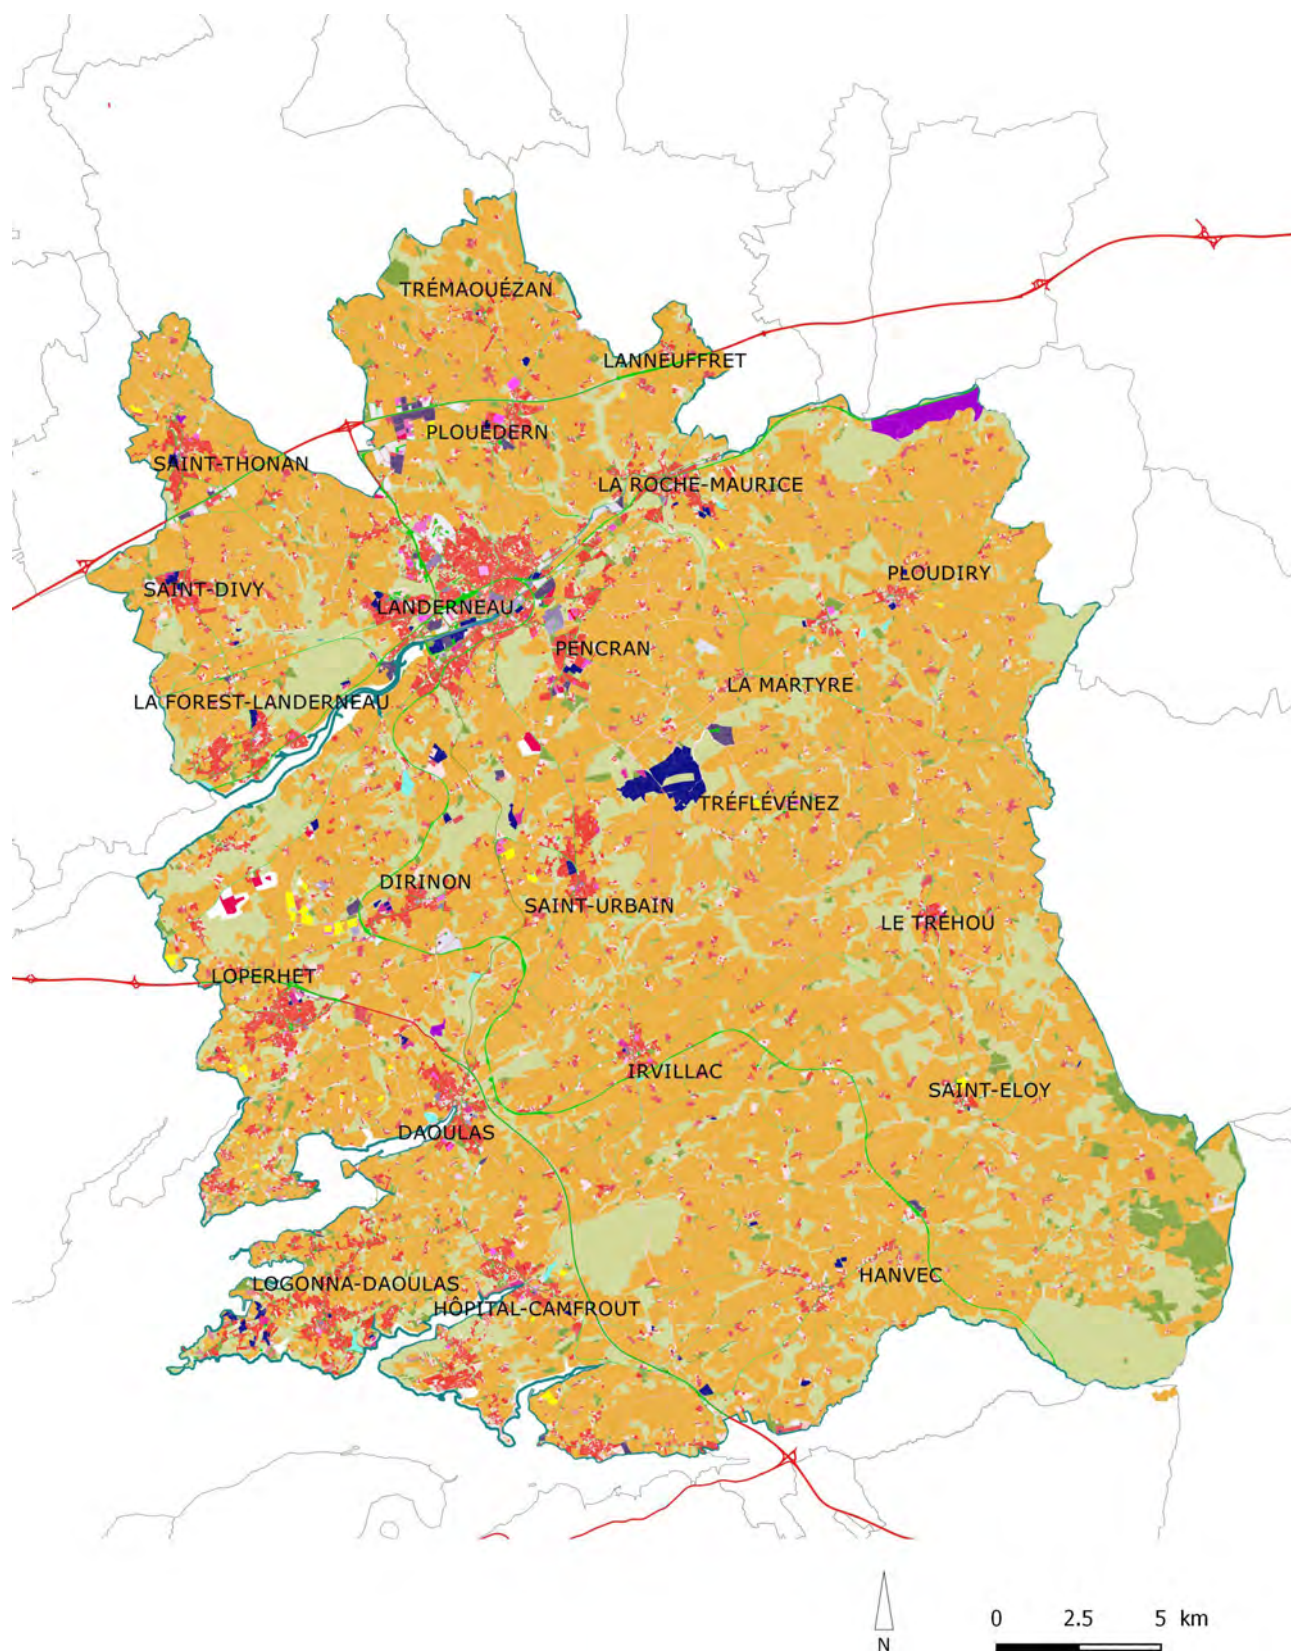 TRÉMAOUÉZAN
LANNEUFFRET
PLOUÉDERN
SAINT-THONAN
LA ROCHE-MAURICE
PLOUDIRY
SAINT-DIVY
LANDERNEAU
PENCRAN
LA MARTYRE
LA FOREST-LANDERNEAU
TRÉFLÉVÉNEZ
DIRINON
SAINT-URBAIN
LE TRÉHOU
LOPERHET
IRVILLAC
SAINT-ELOY
DAOULAS
HANVEC
LOGONNA-DAOULAS
HÔPITAL-CAMFROUT
0 2.5 5 km
N